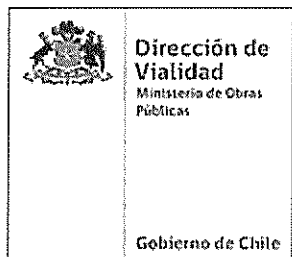 Dirección de
Vialidad
Ministerio de Obras
Públicas
Gobierno de Chile